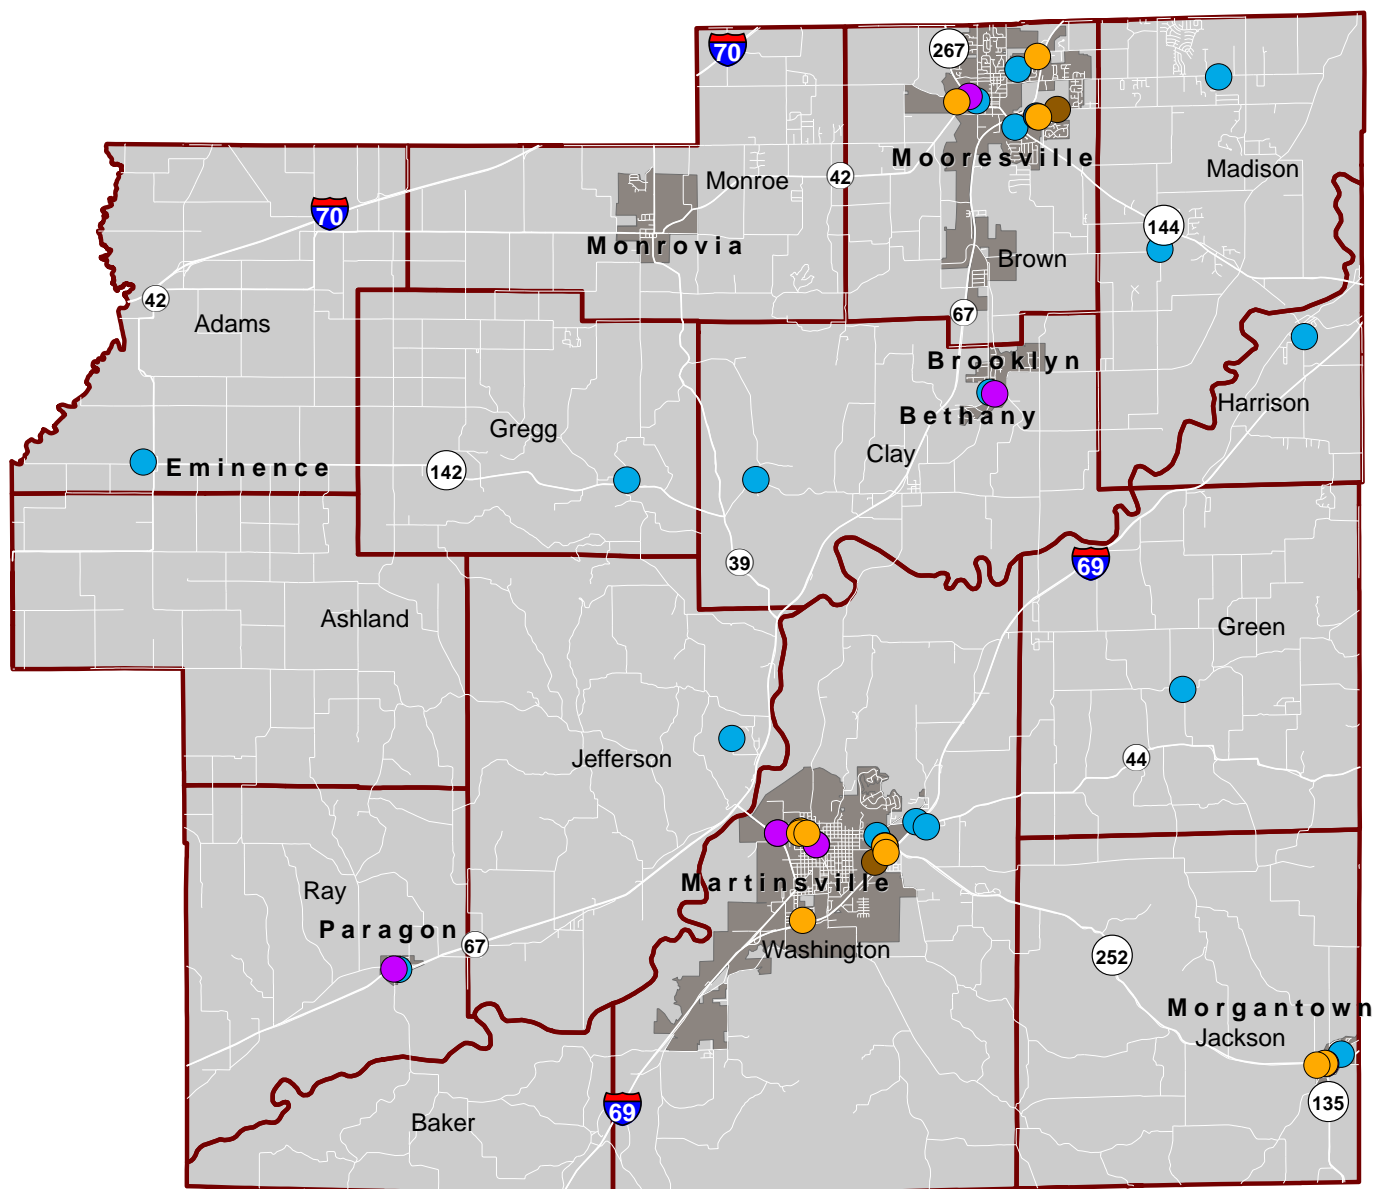 70
267
Mooresville
Madison
Monroe
42
70
144
Monrovia
Brown
42
67
Adams
Brooklyn
Harrison
Bethany
Gregg
Clay
Eminence
142
39
69
Ashland
Green
Jefferson
44
Martinsville
Ray
Paragon
67
Washington
252
Morgantown
Jackson
69
135
Baker